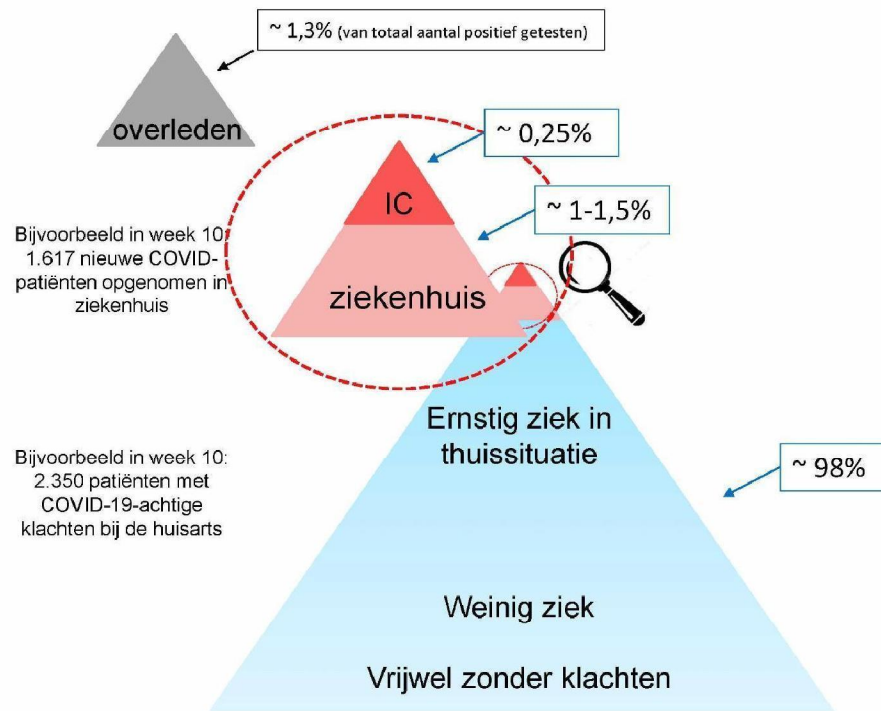 ~ 1,3% (van totaal aantal positief getesten)
overleden
~ 0,25%
IC
~ 1-1,5%
Bijvoorbeeld in week 10:
1.617 nieuwe COVID-
patiënten opgenomen in
ziekenhuis
ziekenhuis
Ernstig ziek in
thuissituatie
Bijvoorbeeld in week 10:
2.350 patiënten met
COVID-19-achtige
klachten bij de huisarts
~ 98%
Weinig ziek
Vrijwel zonder klachten